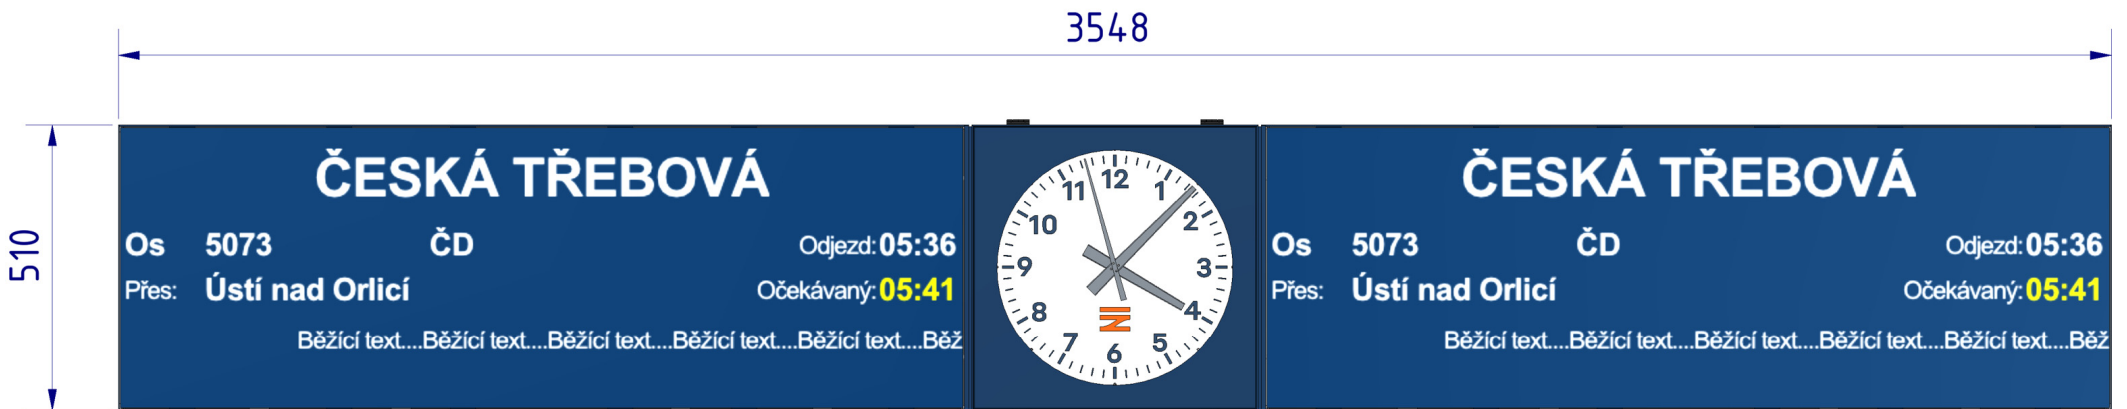 3548
510
ČESKÁ TŘEBOVÁ
Os 5073 ČD Odjezd: 05:36
Přes: Ústí nad Orlicí Očekávaný: 05:41
Běžící text....Běžící text....Běžící text....Běžící text....Běžící text....Běž
12
1
2
3
4
5
6
7
8
9
10
11
ČESKÁ TŘEBOVÁ
Os 5073 ČD Odjezd: 05:36
Přes: Ústí nad Orlicí Očekávaný: 05:41
Běžící text....Běžící text....Běžící text....Běžící text....Běžící text....Běž